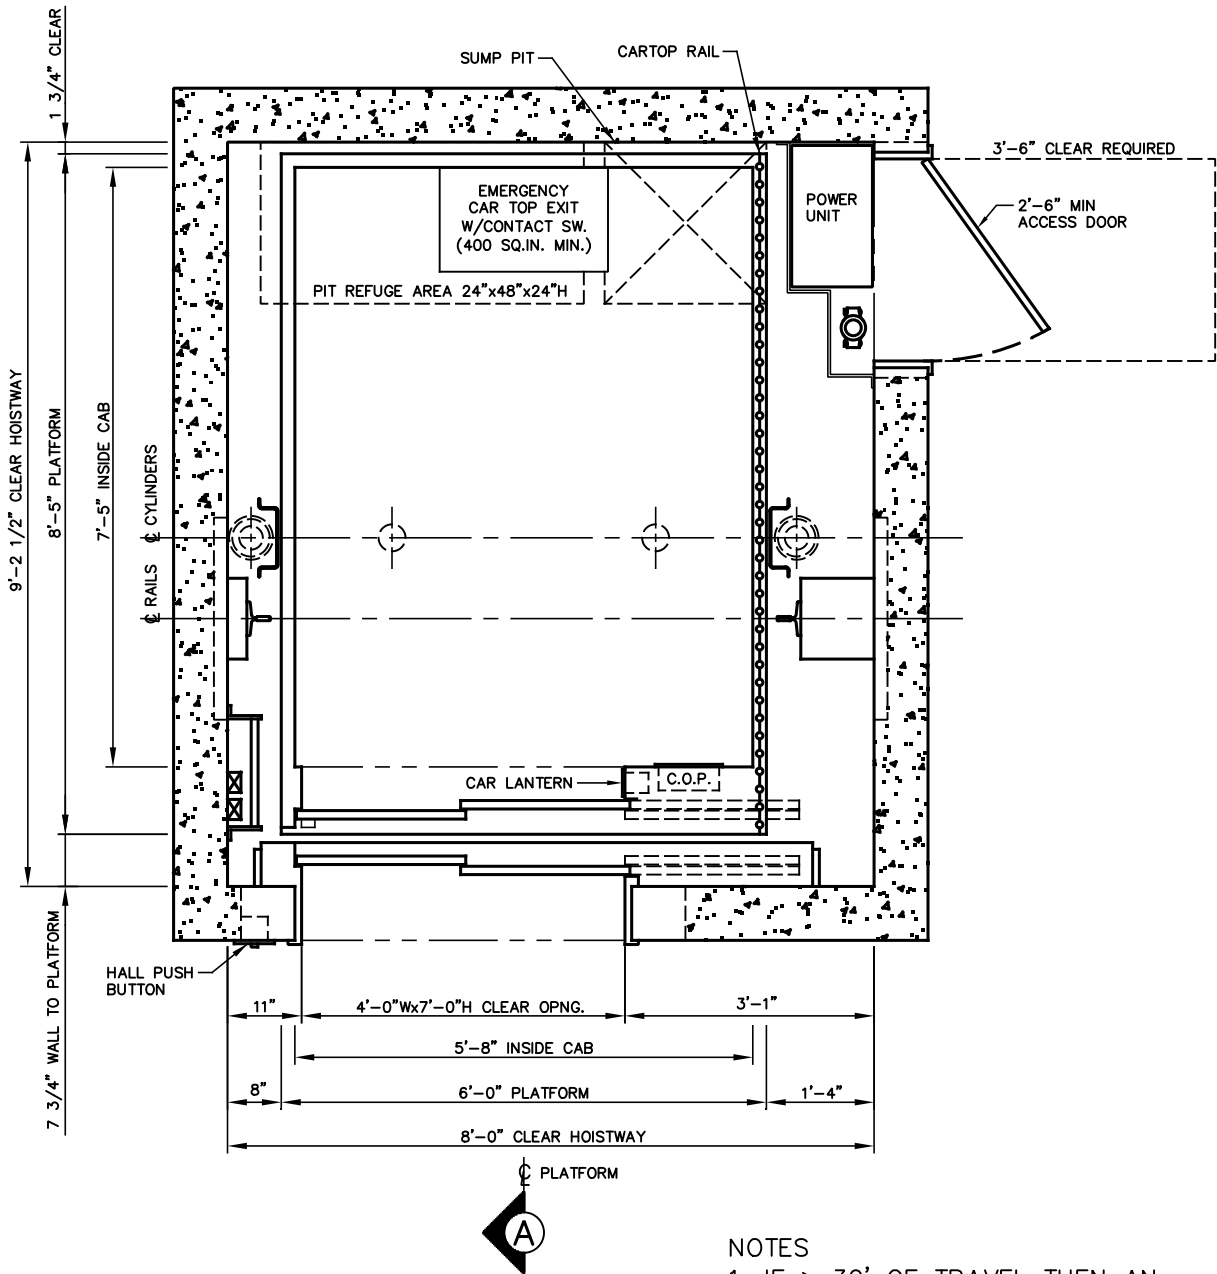 1 3/4" CLEAR
SUMP PIT
CARTOP RAIL
3'-6" CLEAR REQUIRED
EMERGENCY
CAR TOP EXIT
W/CONTACT SW.
(400 SQ.IN. MIN.)
POWER
UNIT
2'-6" MIN
ACCESS DOOR
PIT REFUGE AREA 24"x48"x24"H
9'-2 1/2" CLEAR HOISTWAY
8'-5" PLATFORM
7'-5" INSIDE CAB
℄ CYLINDERS
℄ RAILS
CAR LANTERN
C.O.P.
7 3/4" WALL TO PLATFORM
HALL PUSH
BUTTON
11"
4'-0"Wx7'-0"H CLEAR OPNG.
3'-1"
5'-8" INSIDE CAB
8"
6'-0" PLATFORM
1'-4"
8'-0" CLEAR HOISTWAY
℄ PLATFORM
A
NOTES